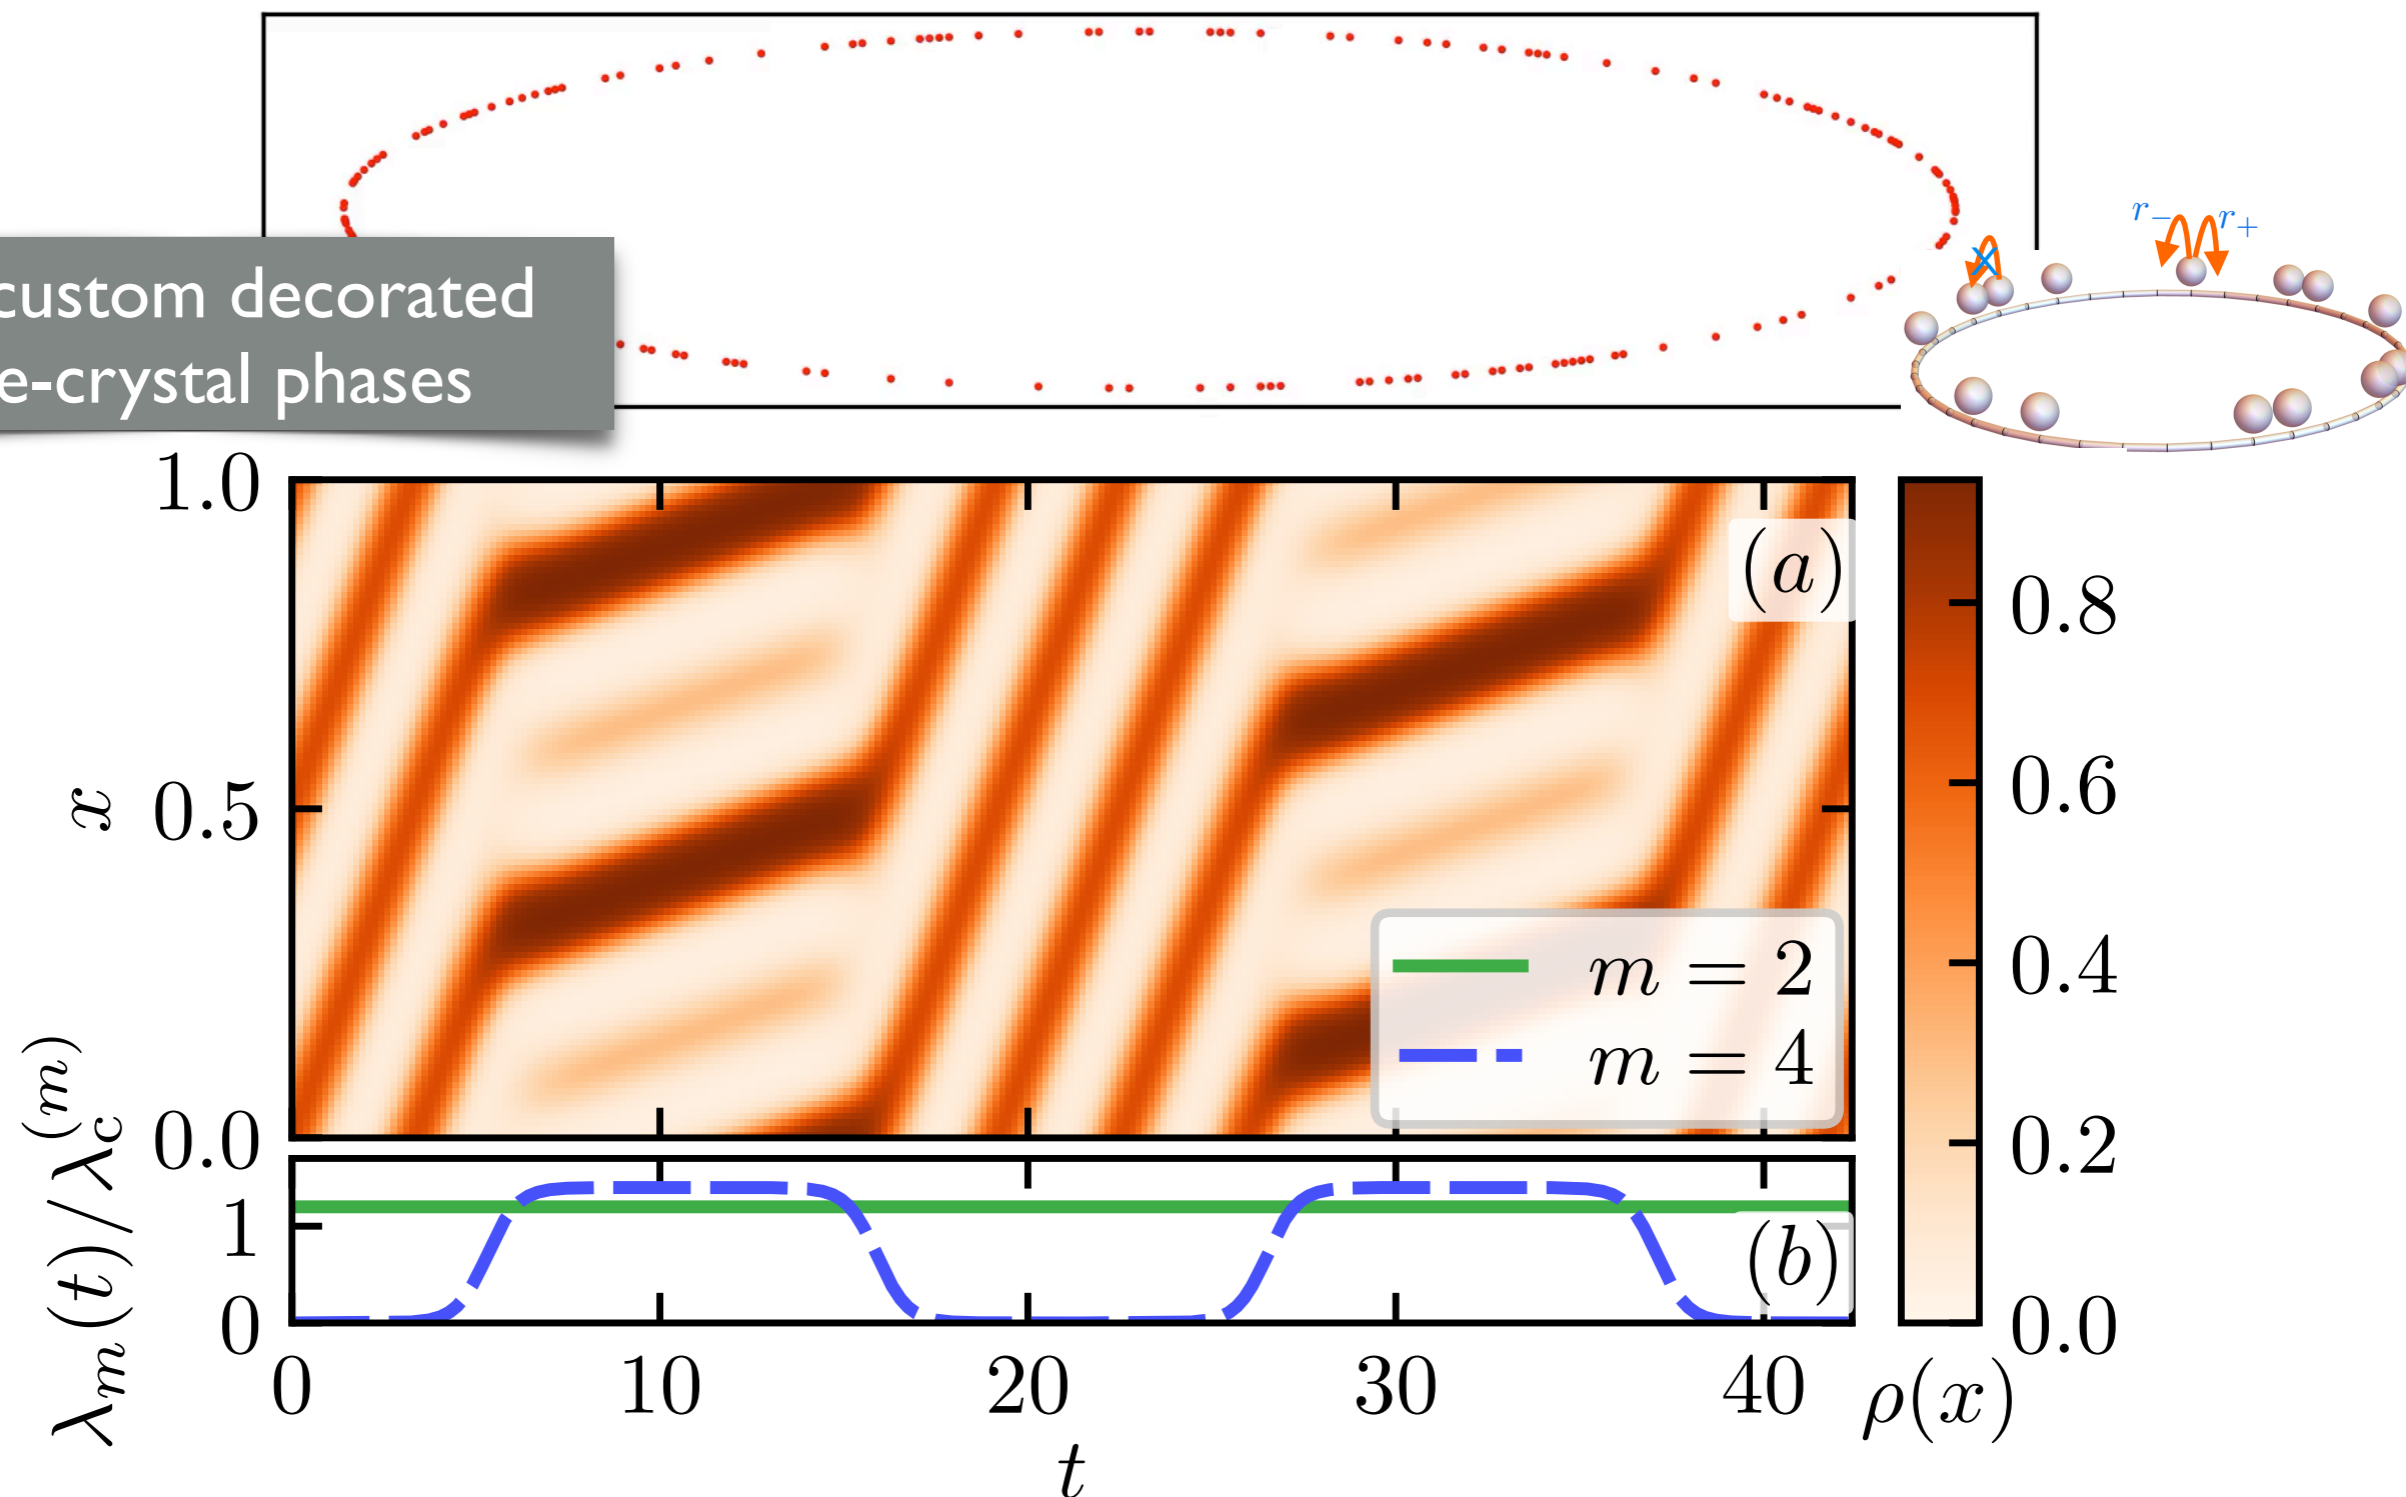 r₋ r₊
custom decorated
e-crystal phases
1.0
(a)
0.8
0.6
x 0.5
0.4
m = 2
m = 4
0.2
0.0
λₘ(t)/λ_c^(m)
1
(b)
0
0.0
0 10 20 30 40 ρ(x)
t